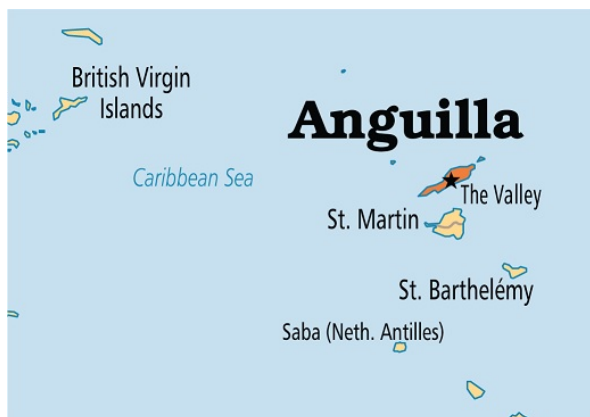 British Virgin
Islands
Anguilla
Caribbean Sea
The Valley
St. Martin
St. Barthelémy
Saba (Neth. Antilles)